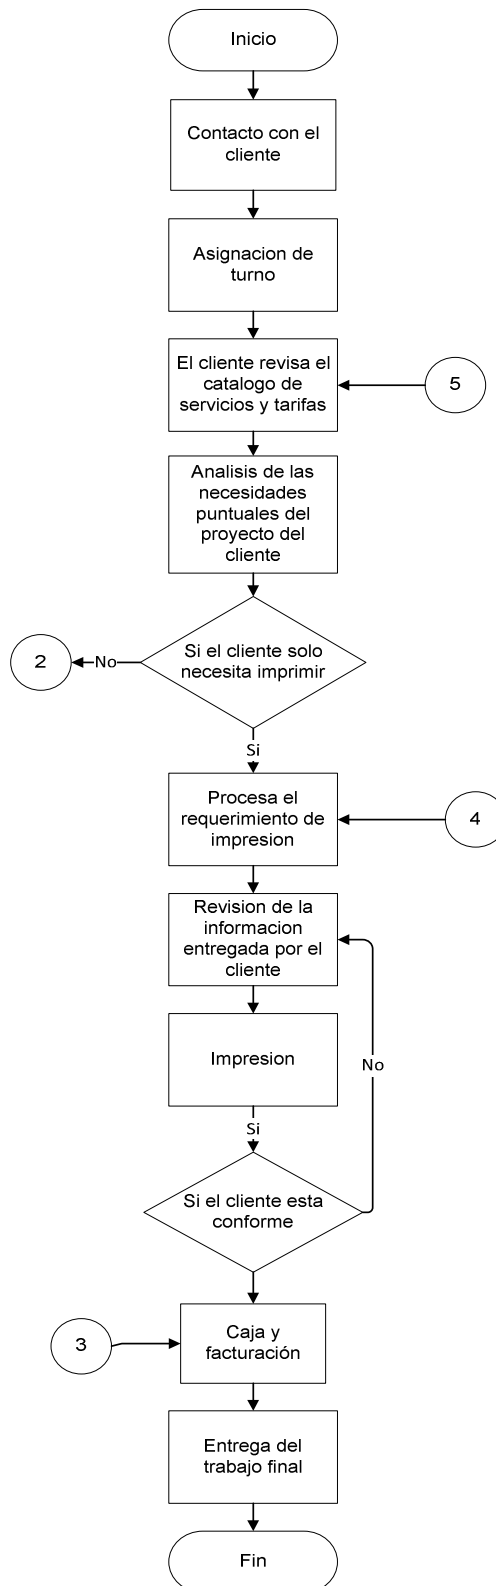 Inicio
Contacto con el
cliente
Asignacion de
turno
El cliente revisa el
catalogo de
servicios y tarifas
5
Analisis de las
necesidades
puntuales del
proyecto del
cliente
Si el cliente solo
necesita imprimir
2
No
Si
Procesa el
requerimiento de
impresion
4
Revision de la
informacion
entregada por el
cliente
Impresion
No
Si
Si el cliente esta
conforme
3
Caja y
facturación
Entrega del
trabajo final
Fin